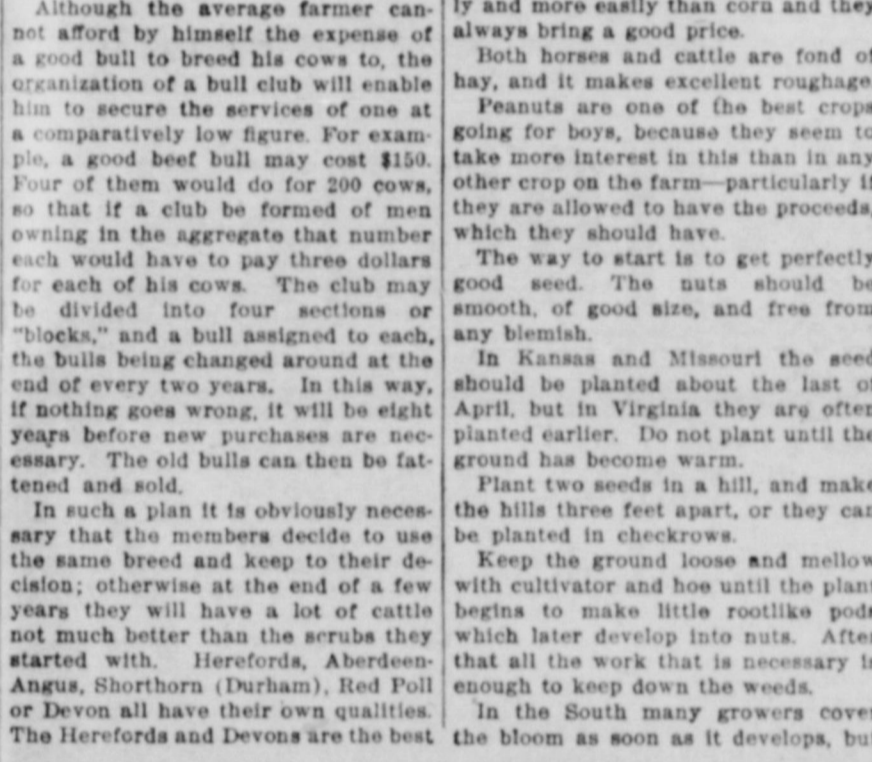 Although the average farmer can-
not afford by himself the expense of
a good bull to breed his cows to, the
organization of a bull club will enable
him to secure the services of one at
a comparatively low figure. For exam-
ple, a good beef bull may cost $150.
Four of them would do for 200 cows,
so that if a club be formed of men
owning in the aggregate that number
each would have to pay three dollars
for each of his cows. The club may
be divided into four sections or
"blocks," and a bull assigned to each,
the bulls being changed around at the
end of every two years. In this way,
if nothing goes wrong, it will be eight
years before new purchases are nec-
essary. The old bulls can then be fat-
tened and sold.
In such a plan it is obviously neces-
sary that the members decide to use
the same breed and keep to their de-
cision; otherwise at the end of a few
years they will have a lot of cattle
not much better than the scrubs they
started with. Herefords, Aberdeen-
Angus, Shorthorn (Durham), Red Poll
or Devon all have their own qualities.
The Herefords and Devons are the best
ly and more easily than corn and they
always bring a good price.
Both horses and cattle are fond of
hay, and it makes excellent roughage
Peanuts are one of the best crops
going for boys, because they seem to
take more interest in this than in any
other crop on the farm—particularly if
they are allowed to have the proceeds,
which they should have.
The way to start is to get perfectly
good seed. The nuts should be
smooth, of good size, and free from
any blemish.
In Kansas and Missouri the seed
should be planted about the last of
April, but in Virginia they are often
planted earlier. Do not plant until the
ground has become warm.
Plant two seeds in a hill, and make
the hills three feet apart, or they can
be planted in checkrows.
Keep the ground loose and mellow
with cultivator and hoe until the plant
begins to make little rootlike pods
which later develop into nuts. After
that all the work that is necessary is
enough to keep down the weeds.
In the South many growers cover
the bloom as soon as it develops, but